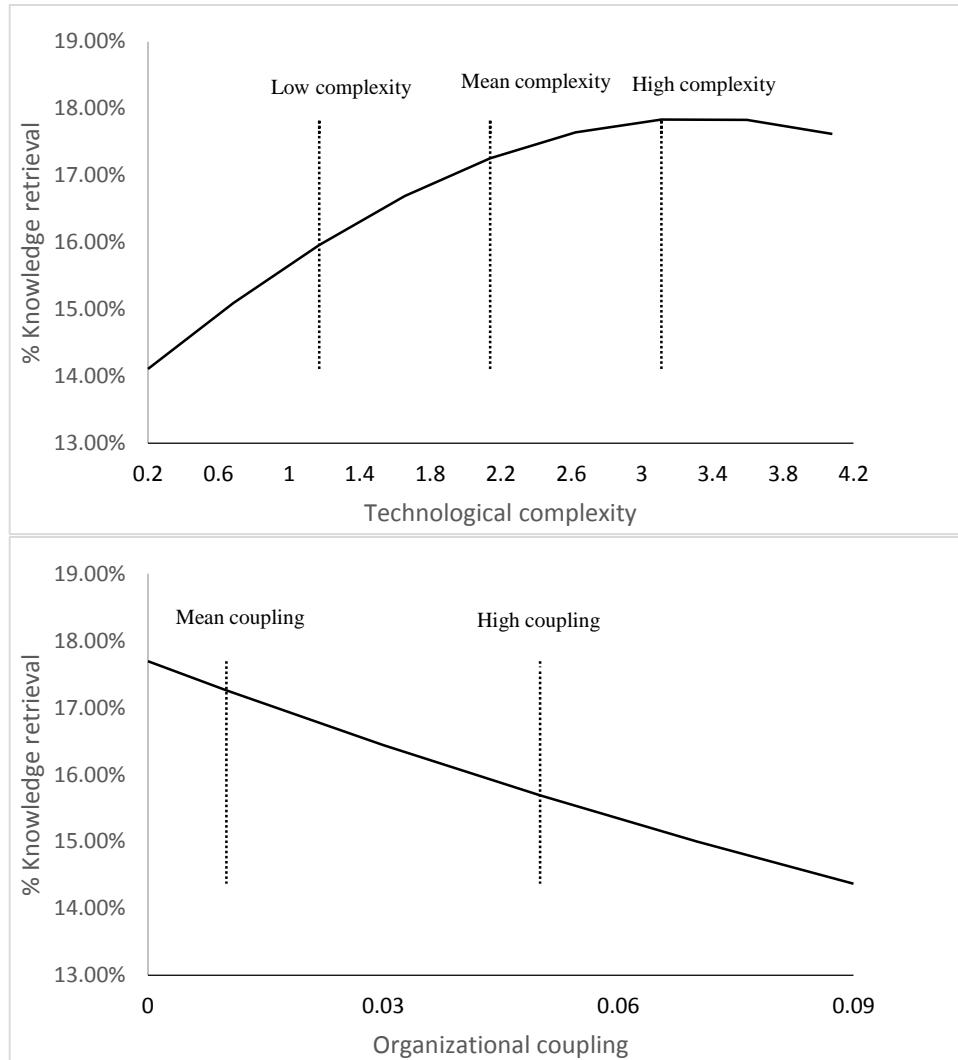 19.00%
Low complexity Mean complexity High complexity
18.00%
17.00%
16.00%
15.00%
14.00%
13.00%
% Knowledge retrieval
0.2 0.6 1 1.4 1.8 2.2 2.6 3 3.4 3.8 4.2
Technological complexity
19.00%
Mean coupling High coupling
18.00%
17.00%
16.00%
15.00%
14.00%
13.00%
% Knowledge retrieval
0 0.03 0.06 0.09
Organizational coupling